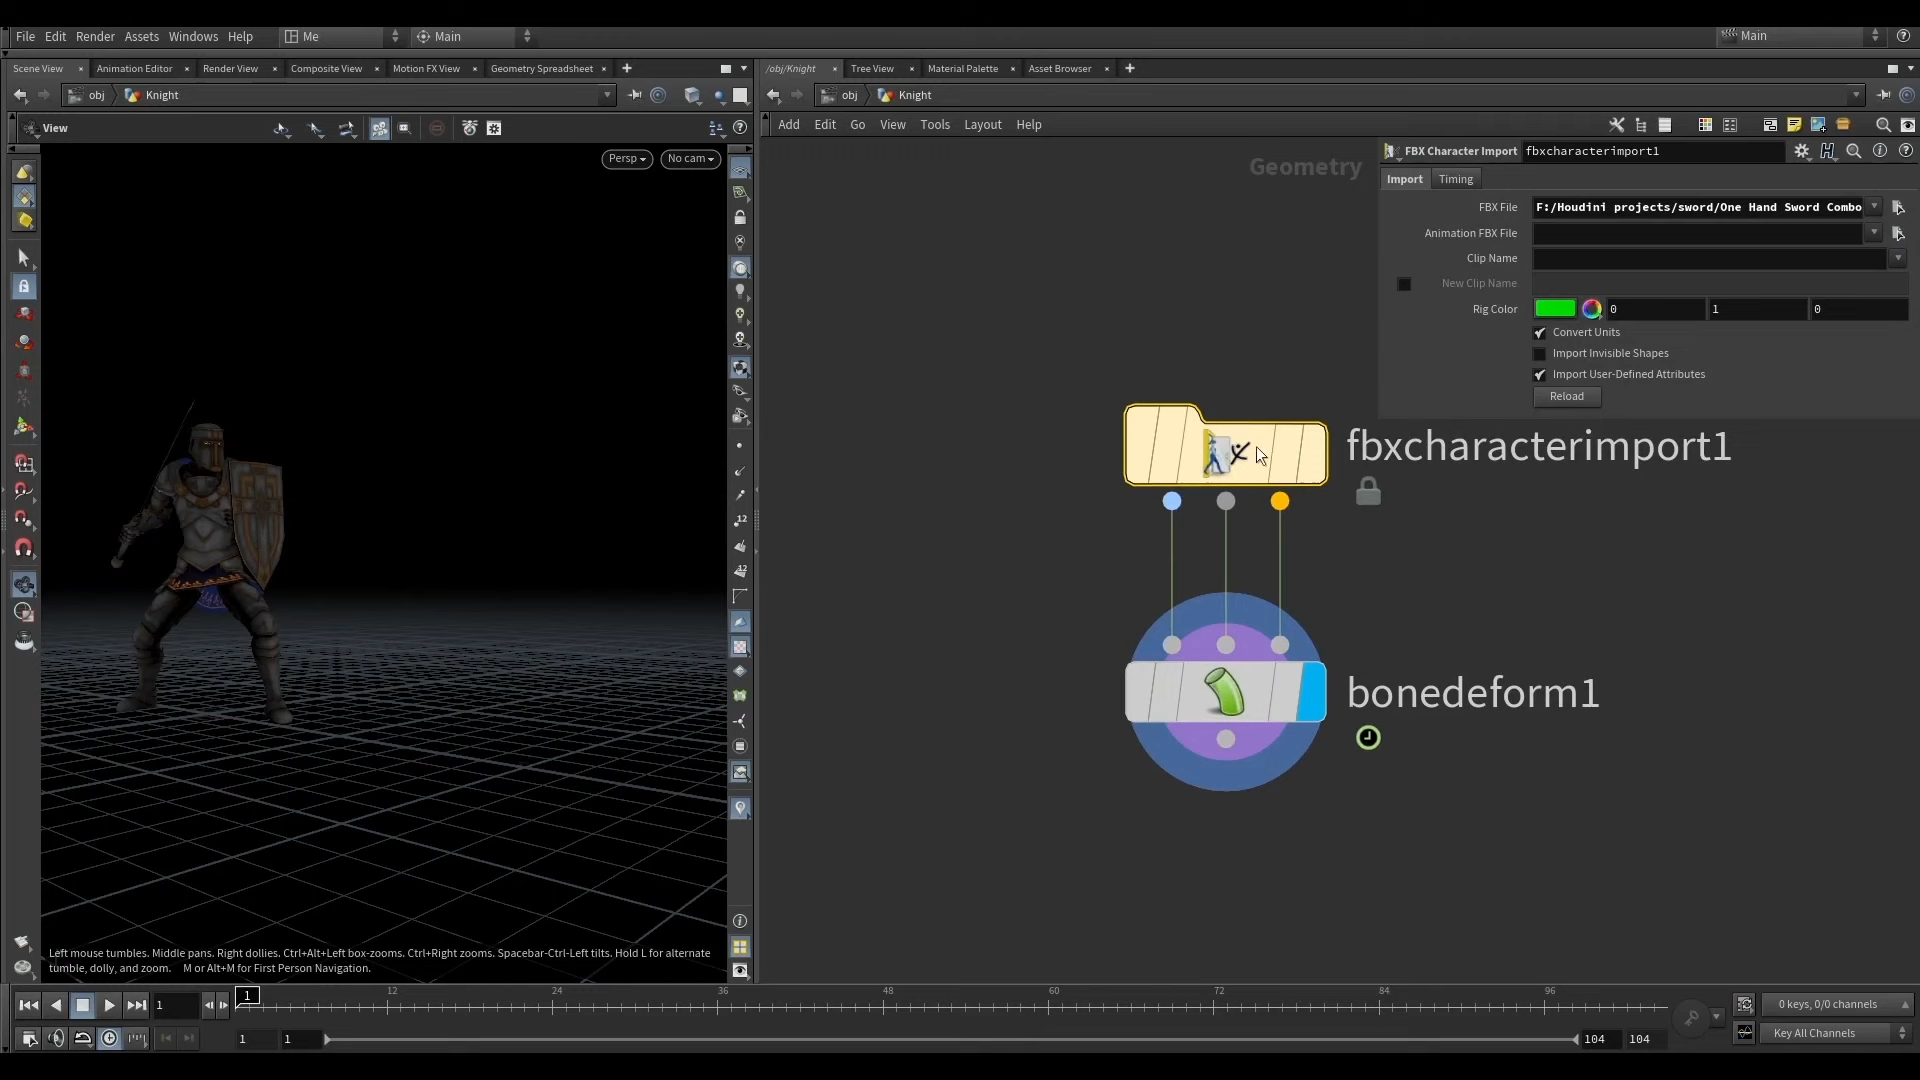 File Edit Render Assets Windows Help Me Main Main
Scene View Animation Editor Render View Composite View Motion FX View Geometry Spreadsheet
/obj/Knight Tree View Material Palette Asset Browser
obj Knight
obj Knight
View
Add Edit Go View Tools Layout Help
Persp No cam
Geometry
FBX Character Import fbxcharacterimport1
Import Timing
FBX File F:/Houdini projects/sword/One Hand Sword Combo
Animation FBX File
Clip Name
New Clip Name
Rig Color 0 1 0
Convert Units
Import Invisible Shapes
Import User-Defined Attributes
Reload
fbxcharacterimport1
bonedeform1
12
12
Left mouse tumbles. Middle pans. Right dollies. Ctrl+Alt+Left box-zooms. Ctrl+Right zooms. Spacebar-Ctrl-Left tilts. Hold L for alternate
tumble, dolly, and zoom. M or Alt+M for First Person Navigation.
1 1 12 24 36 48 60 72 84 96
0 keys, 0/0 channels
1 1 104 104 Key All Channels